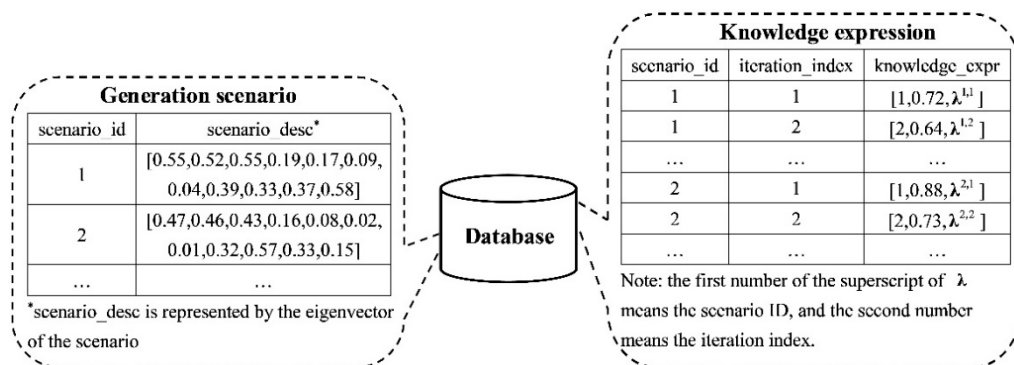 Generation scenario
scenario_id scenario_desc*
1 [0.55,0.52,0.55,0.19,0.17,0.09,
0.04,0.39,0.33,0.37,0.58]
2 [0.47,0.46,0.43,0.16,0.08,0.02,
0.01,0.32,0.57,0.33,0.15]
... ...
*scenario_desc is represented by the eigenvector
of the scenario
Database
Knowledge expression
scenario_id iteration_index knowledge_expr
1 1 [1,0.72,λ^1,1 ]
1 2 [2,0.64,λ^1,2 ]
... ... ...
2 1 [1,0.88,λ^2,1 ]
2 2 [2,0.73,λ^2,2 ]
... ... ...
Note: the first number of the superscript of λ
means the scenario ID, and the second number
means the iteration index.